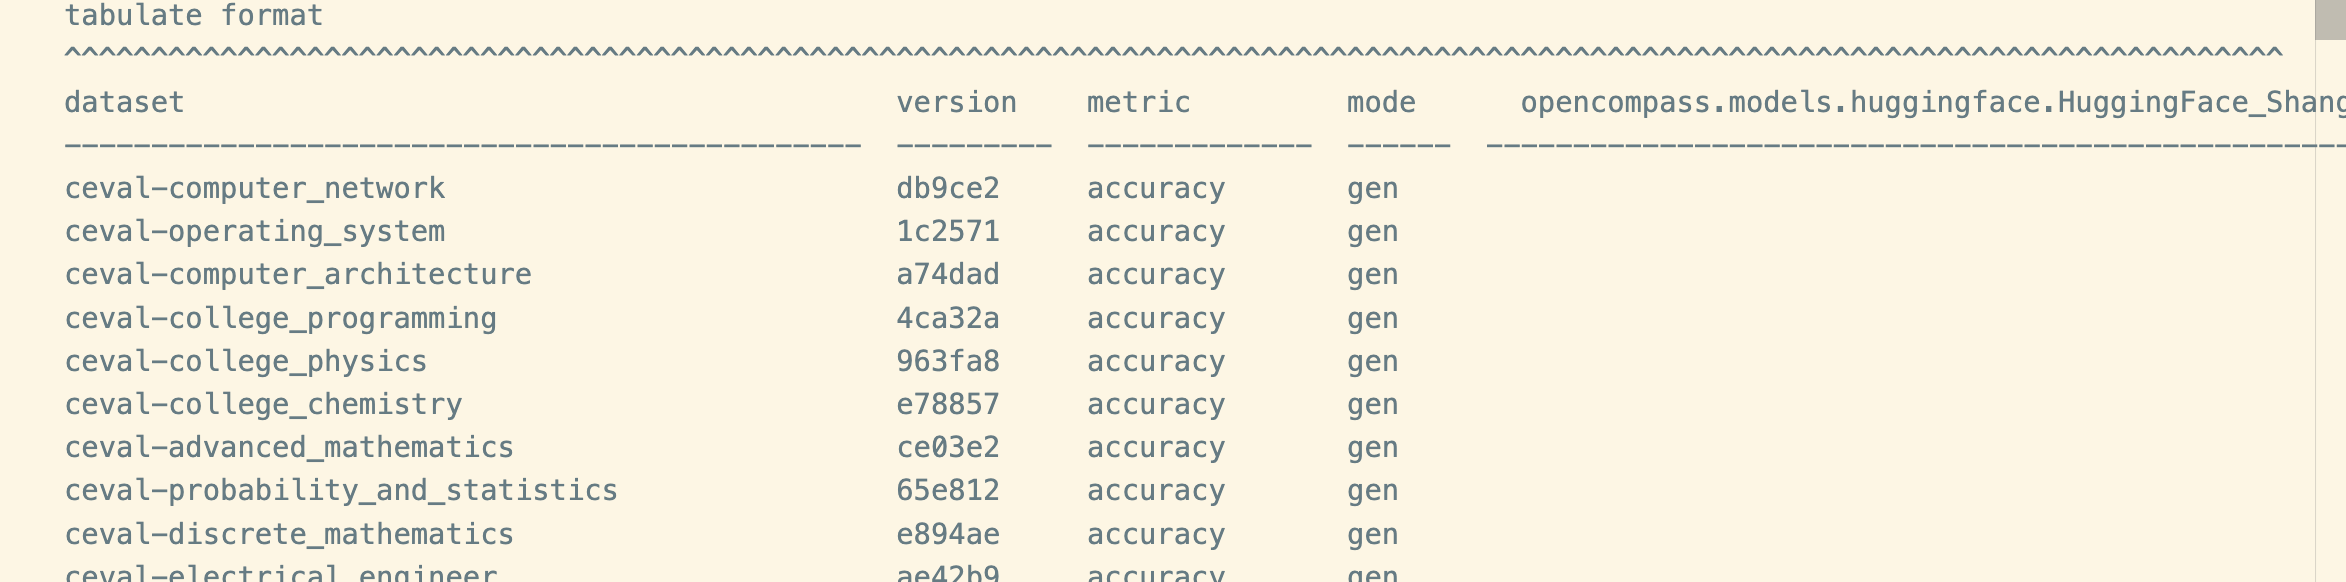 tabulate format
^^^^^^^^^^^^^^^^^^^^^^^^^^^^^^^^^^^^^^^^^^^^^^^^^^^^^^^^^^^^^^^^^^^^^^^^^^^^^^^^^^^^^^^^^^^^^^^^^^^^^^^^^^^^^^^^^^^^^^^^^^^^^^^^
dataset version metric mode opencompass.models.huggingface.HuggingFace_Shang
---------------------------------------------- --------- ------------- ------ --------------------------------------------------
ceval-computer_network db9ce2 accuracy gen
ceval-operating_system 1c2571 accuracy gen
ceval-computer_architecture a74dad accuracy gen
ceval-college_programming 4ca32a accuracy gen
ceval-college_physics 963fa8 accuracy gen
ceval-college_chemistry e78857 accuracy gen
ceval-advanced_mathematics ce03e2 accuracy gen
ceval-probability_and_statistics 65e812 accuracy gen
ceval-discrete_mathematics e894ae accuracy gen
ceval-electrical_engineer ae42b9 accuracy gen